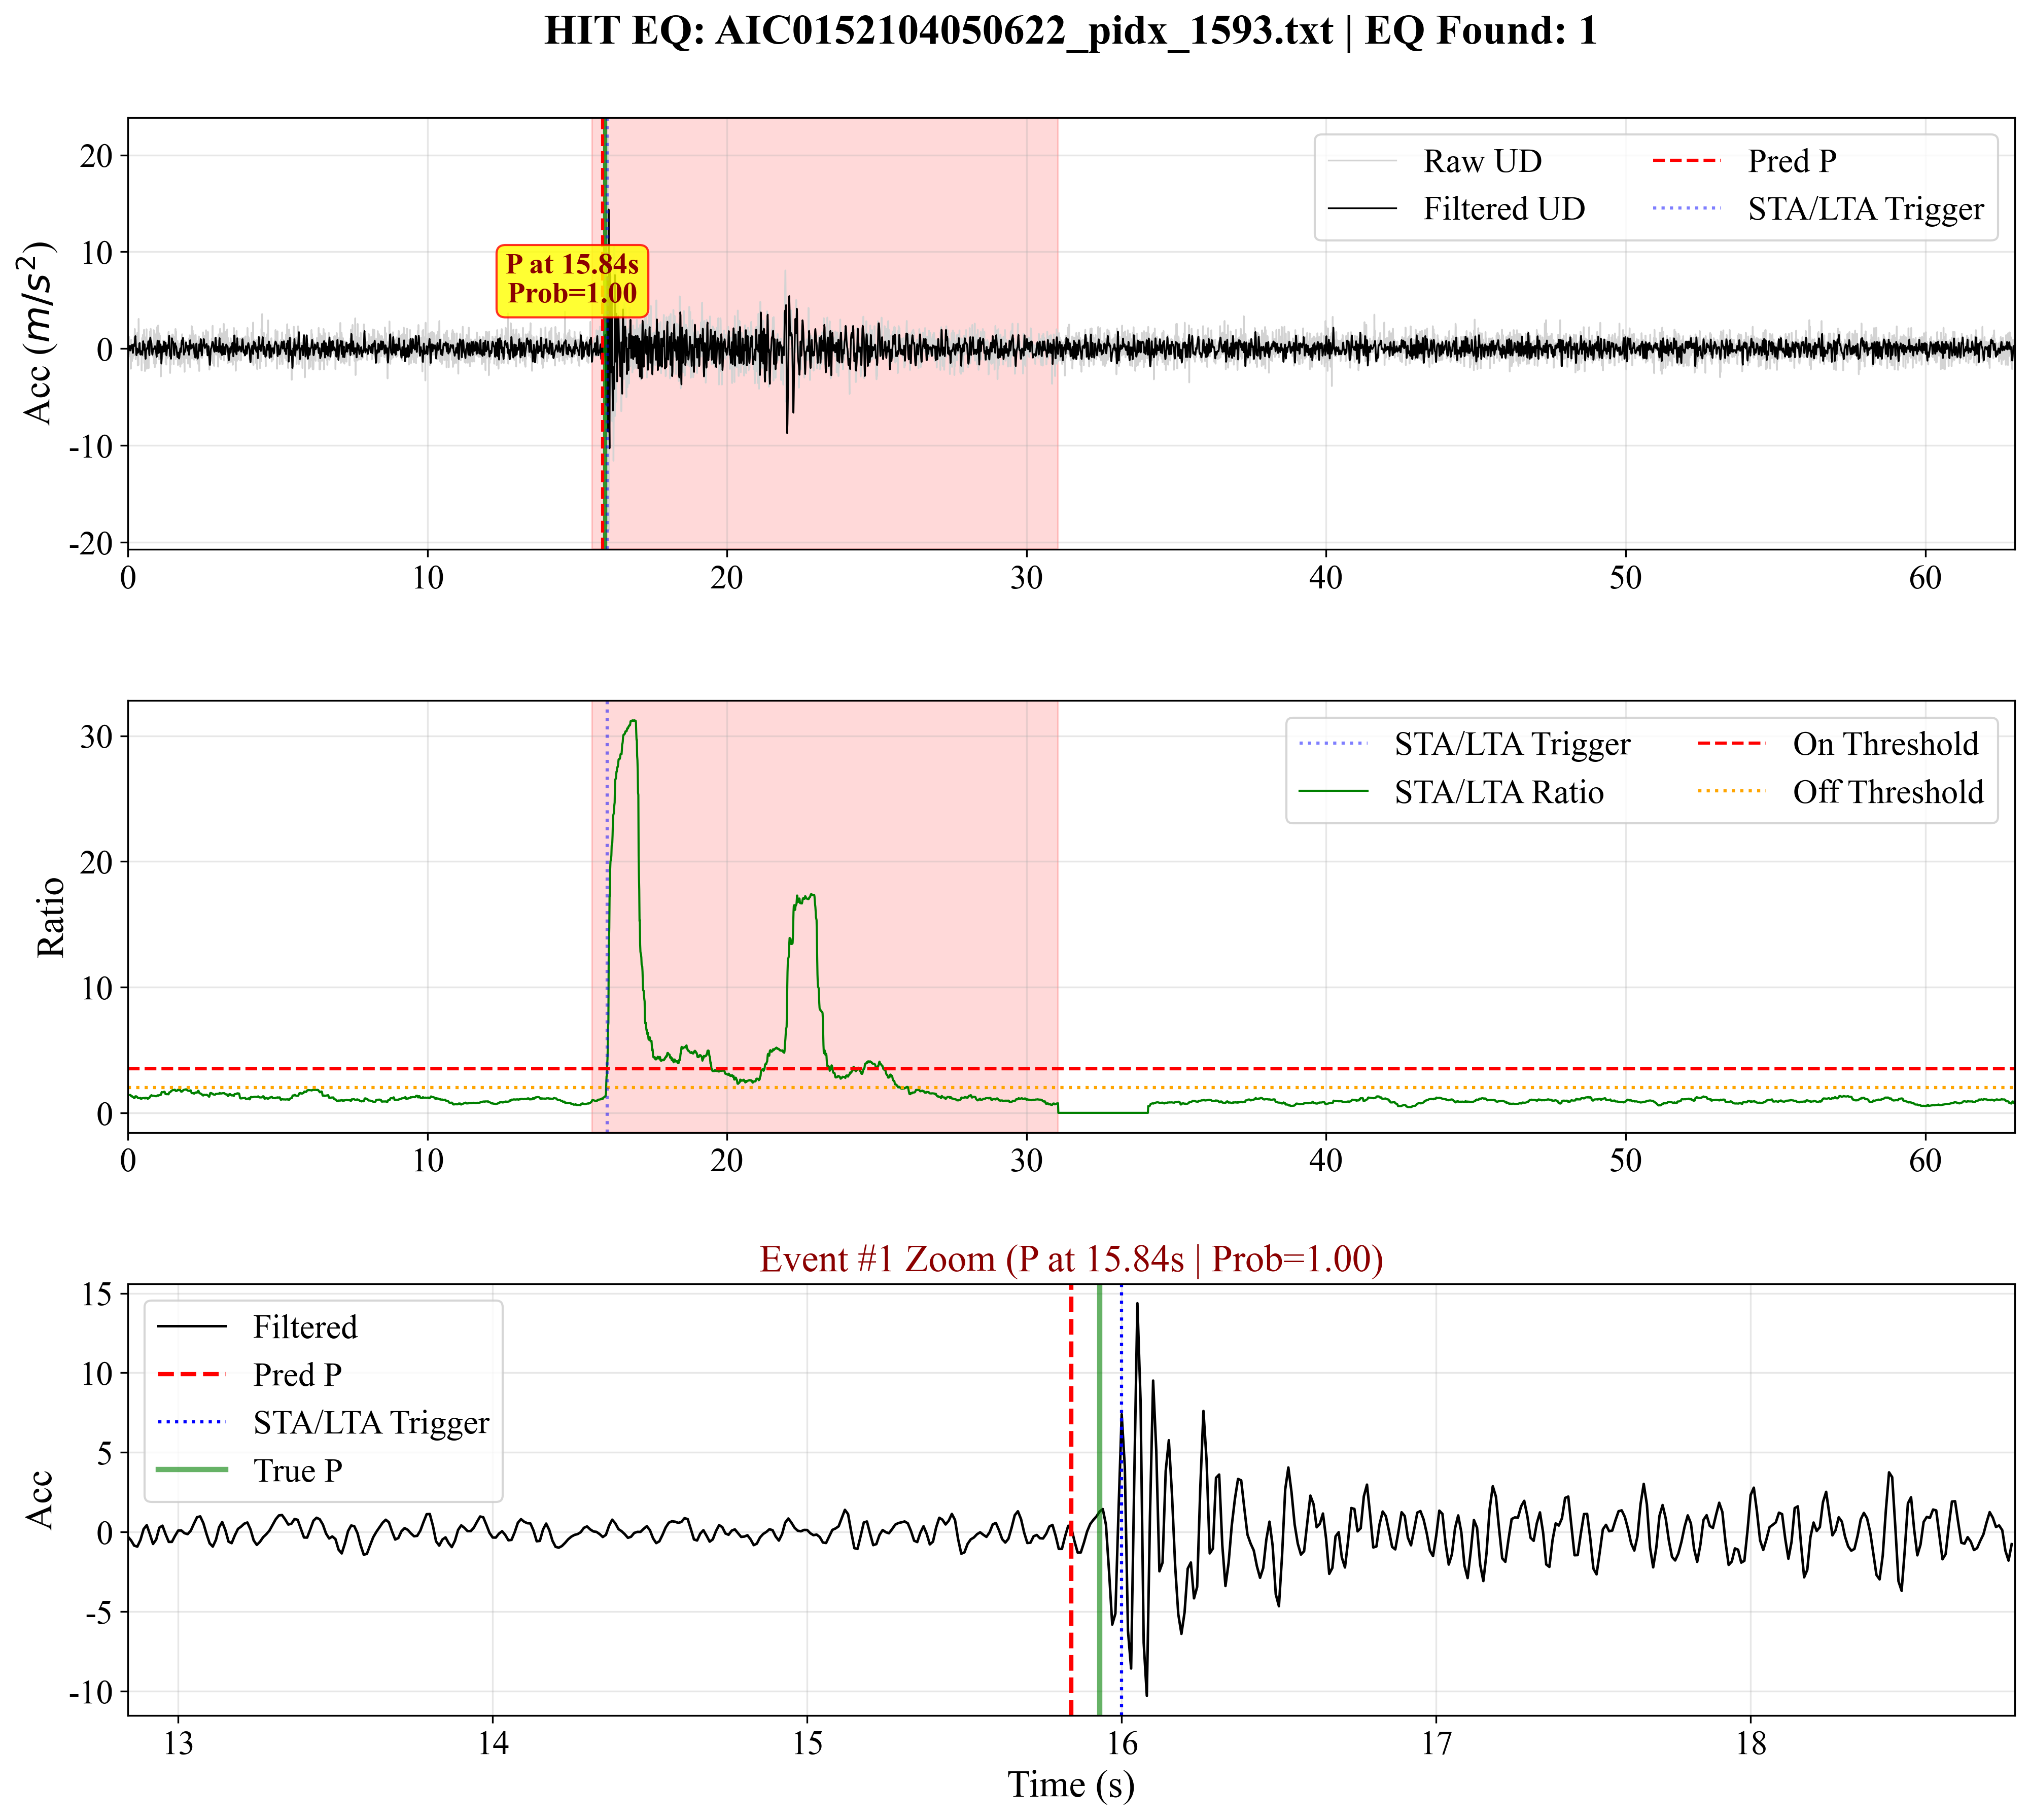 HIT EQ: AIC0152104050622_pidx_1593.txt | EQ Found: 1
Acc (m/s²)
20
10
0
-10
-20
Raw UD
Filtered UD
Pred P
STA/LTA Trigger
P at 15.84s
Prob=1.00
0 10 20 30 40 50 60
Ratio
30
20
10
0
STA/LTA Trigger
STA/LTA Ratio
On Threshold
Off Threshold
0 10 20 30 40 50 60
Event #1 Zoom (P at 15.84s | Prob=1.00)
Acc
15
10
5
0
-5
-10
Filtered
Pred P
STA/LTA Trigger
True P
13 14 15 16 17 18
Time (s)